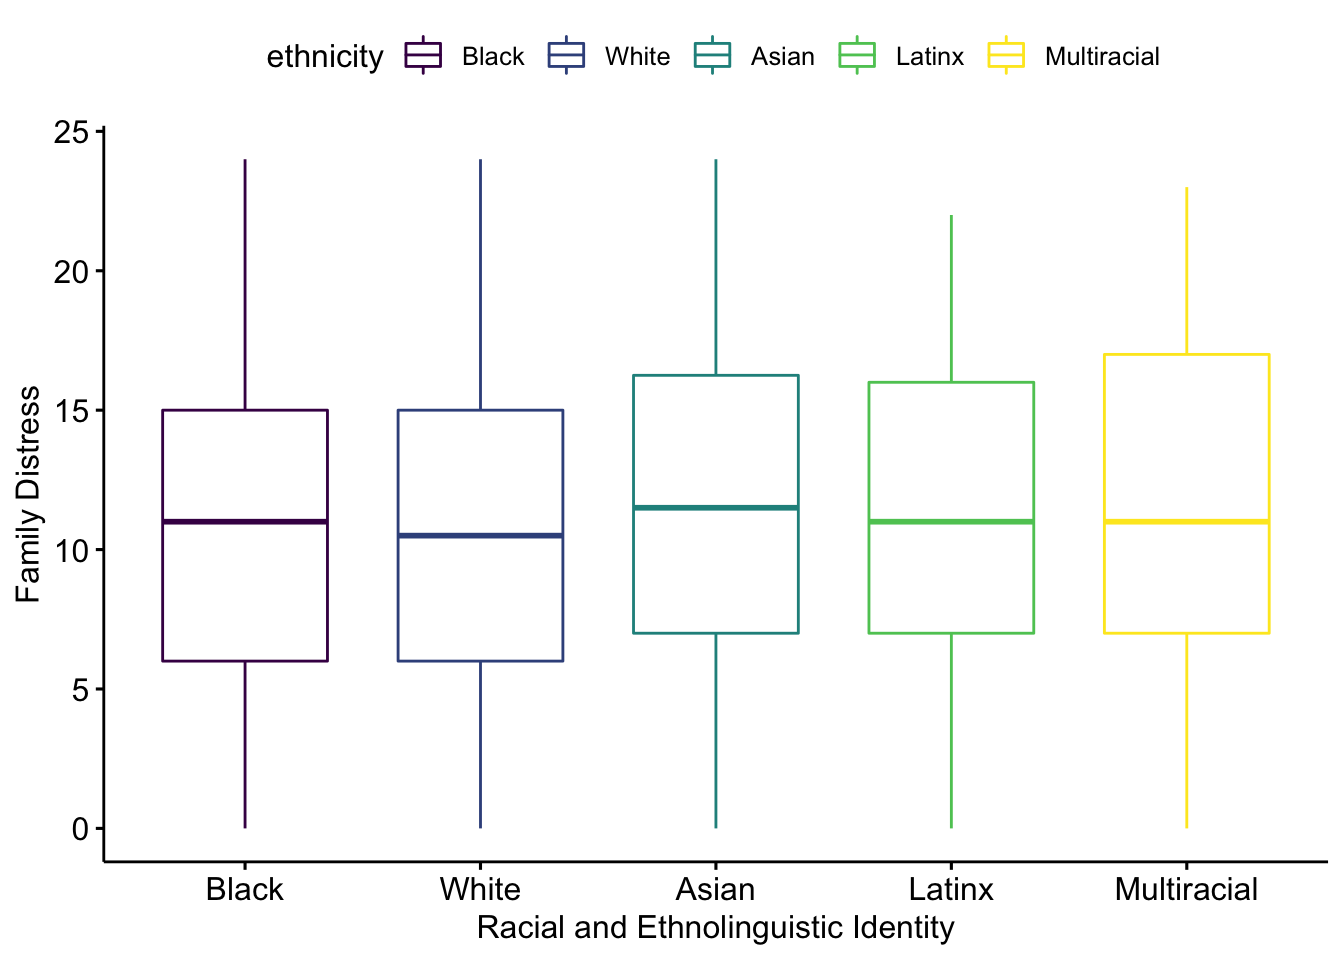 ethnicity Black White Asian Latinx Multiracial
25
20
15
10
5
0
Family Distress
Black White Asian Latinx Multiracial
Racial and Ethnolinguistic Identity